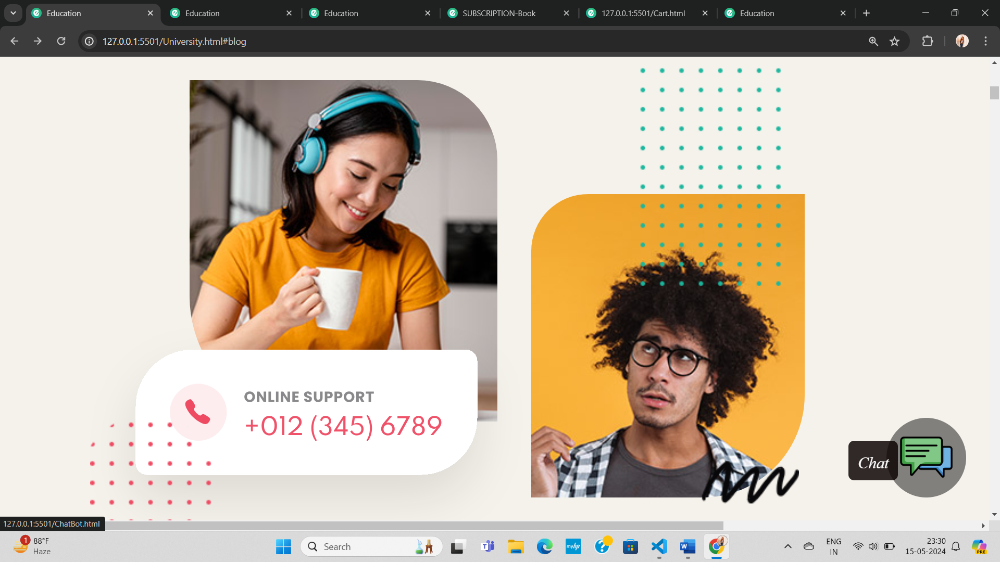 Education
Education
Education
SUBSCRIPTION-Book
127.0.0.1:5501/Cart.html
Education
127.0.0.1:5501/University.html#blog
ONLINE SUPPORT
+012 (345) 6789
Chat
127.0.0.1:5501/ChatBot.html
1
88°F
Haze
Search
T
myhp
?
W
ENG
IN
23:30
15-05-2024
PRE